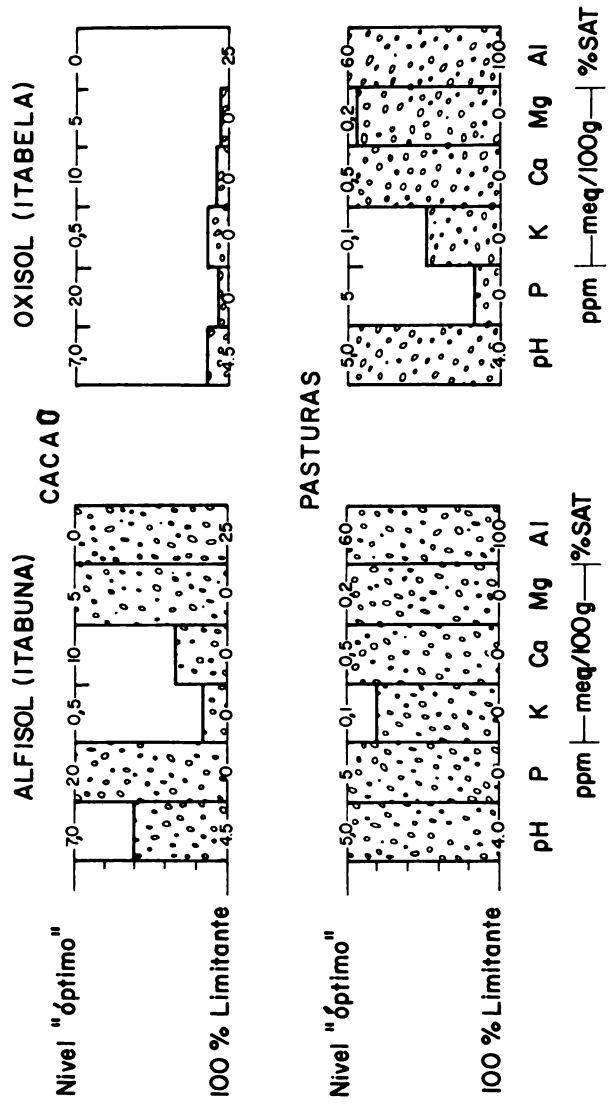 ALFISOL (ITABUNA) OXISOL (ITABELA)
CACAO
Nivel "óptimo" 7,0 20 0,5 10 5 0 7,0 20 0,5 10 5 0
100 % Limitante 4.5 0 0 0 0 25 4.5 0 0 0 0 25
PASTURAS
Nivel "óptimo" 5,0 5 0,1 0,5 0,2 60 5,0 5 0,1 0,5 0,2 60
100 % Limitante 4.0 0 0 0 0 100 4.0 0 0 0 0 100
pH P K Ca Mg Al pH P K Ca Mg Al
ppm meq/100g %SAT ppm meq/100g %SAT